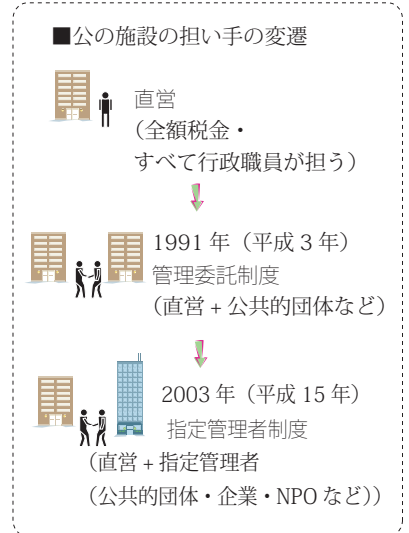 ■公の施設の担い手の変遷
直営
（全額税金・
すべて行政職員が担う）
1991 年（平成 3 年）
管理委託制度
（直営 + 公共的団体など）
2003 年（平成 15 年）
指定管理者制度
（直営 + 指定管理者
（公共的団体・企業・NPO など））